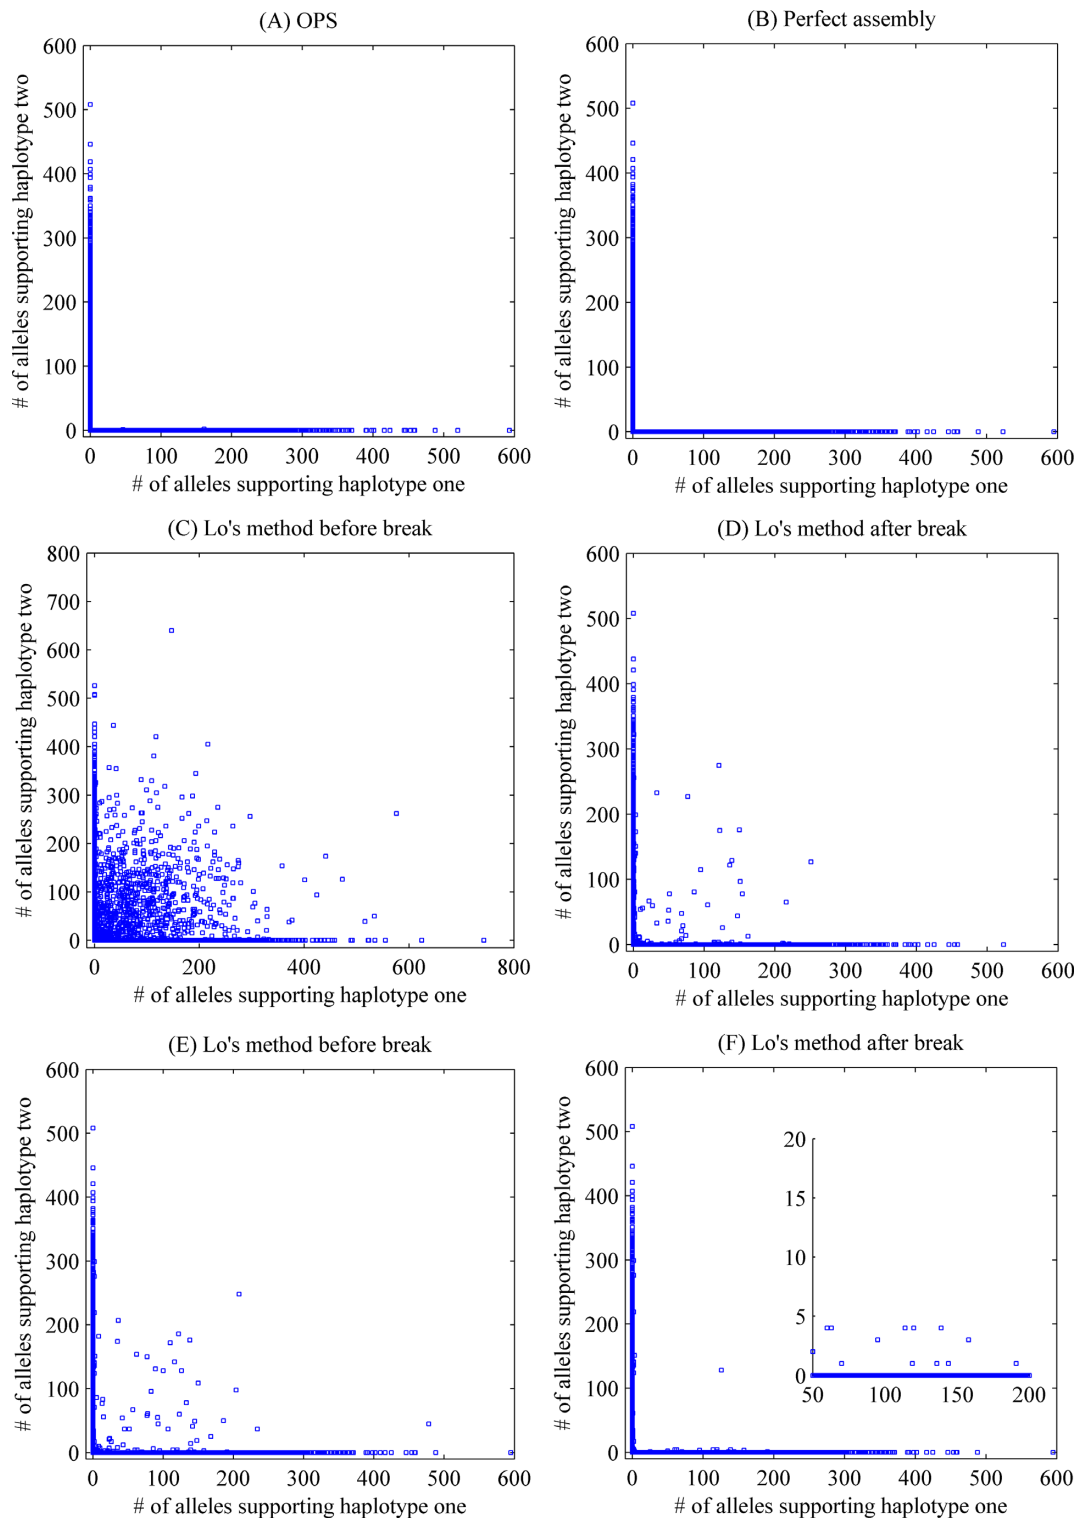 (A) OPS
600
500
400
300
200
100
0
# of alleles supporting haplotype two
0 100 200 300 400 500 600
# of alleles supporting haplotype one
(B) Perfect assembly
600
500
400
300
200
100
0
# of alleles supporting haplotype two
0 100 200 300 400 500 600
# of alleles supporting haplotype one
(C) Lo's method before break
800
700
600
500
400
300
200
100
0
# of alleles supporting haplotype two
0 200 400 600 800
# of alleles supporting haplotype one
(D) Lo's method after break
600
500
400
300
200
100
0
# of alleles supporting haplotype two
0 100 200 300 400 500 600
# of alleles supporting haplotype one
(E) Lo's method before break
600
500
400
300
200
100
0
# of alleles supporting haplotype two
0 100 200 300 400 500 600
# of alleles supporting haplotype one
(F) Lo's method after break
600
500
400
300
200
100
0
# of alleles supporting haplotype two
20
15
10
5
0
50 100 150 200
0 100 200 300 400 500 600
# of alleles supporting haplotype one